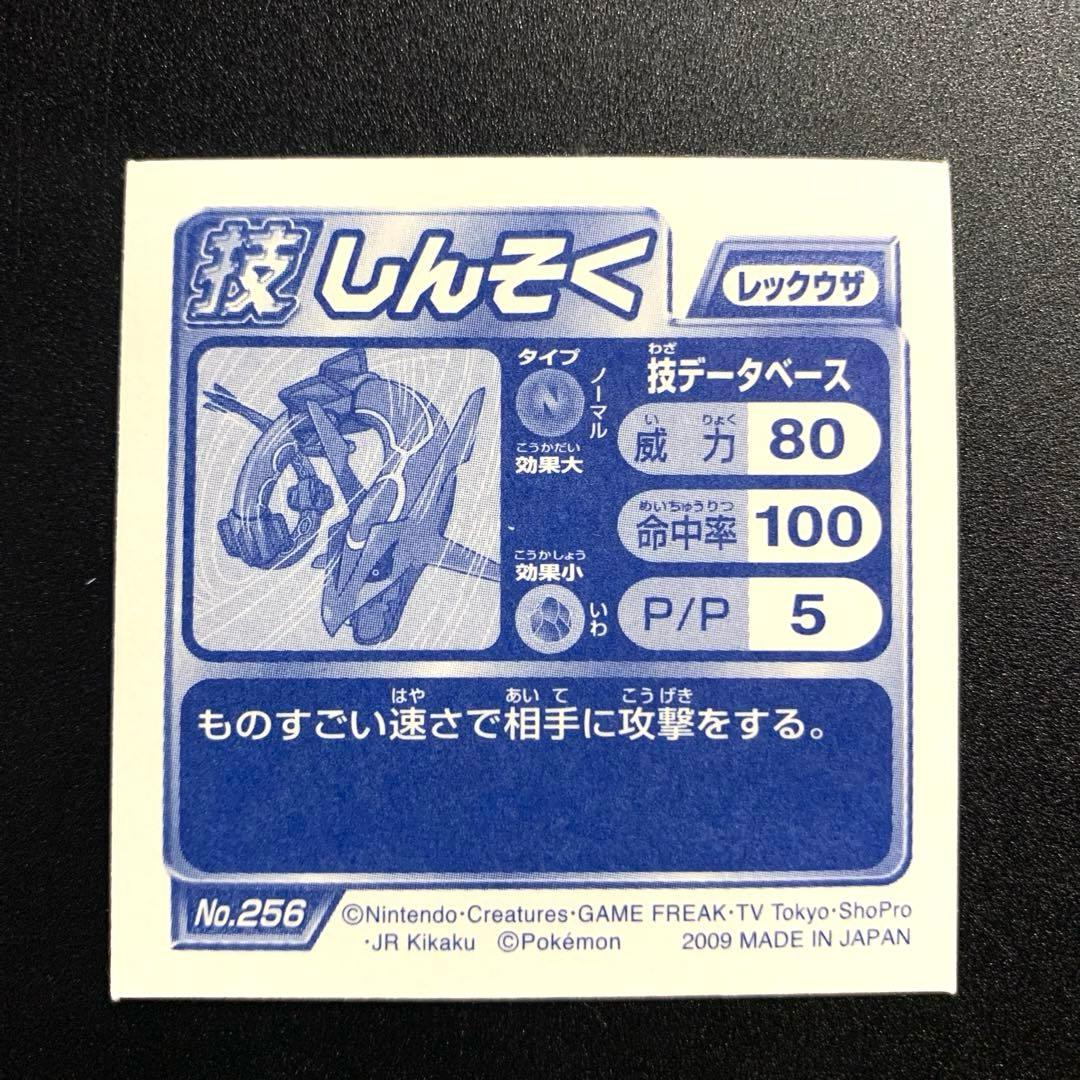 技 しんそく
レックウザ
タイプ
N
ノーマル
こうかだい
効果大
こうかしょう
効果小
いわ
わざ
技データベース
い りょく
威力 80
めいちゅうりつ
命中率 100
P/P 5
はや あいて こうげき
ものすごい速さで相手に攻撃をする。
No.256
©Nintendo・Creatures・GAME FREAK・TV Tokyo・ShoPro
・JR Kikaku ©Pokémon 2009 MADE IN JAPAN